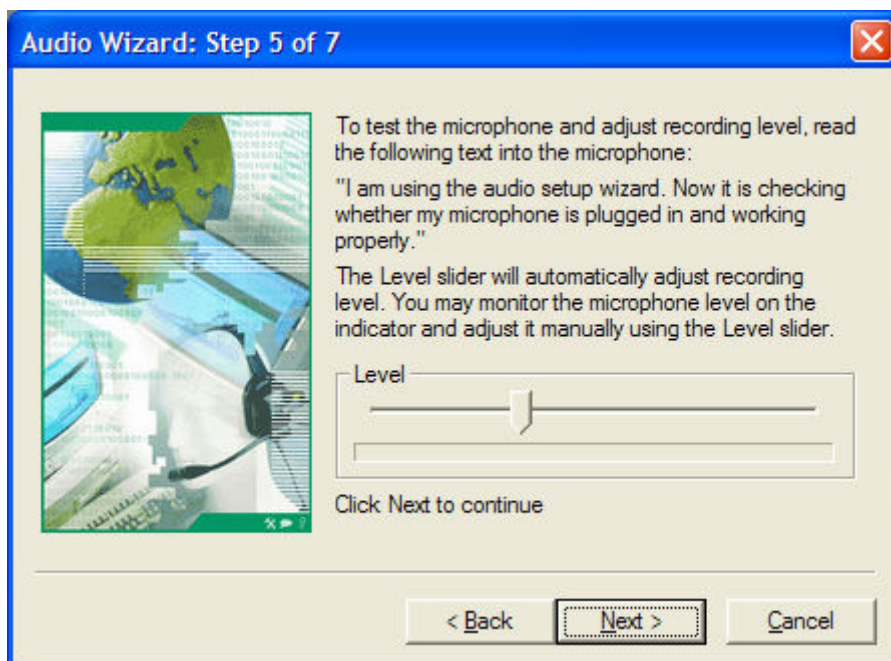 Audio Wizard: Step 5 of 7
To test the microphone and adjust recording level, read
the following text into the microphone:
"I am using the audio setup wizard. Now it is checking
whether my microphone is plugged in and working
properly."
The Level slider will automatically adjust recording
level. You may monitor the microphone level on the
indicator and adjust it manually using the Level slider.
Level
Click Next to continue
< Back
Next >
Cancel